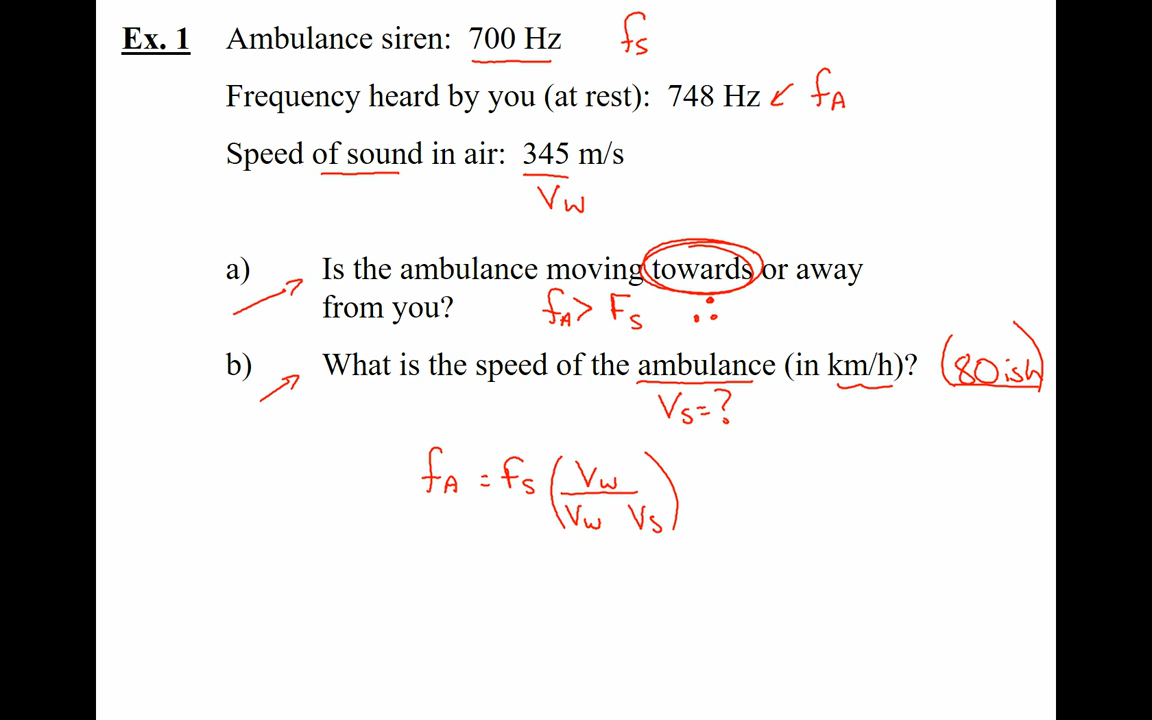 Ex. 1 Ambulance siren: 700 Hz fs
Frequency heard by you (at rest): 748 Hz ↙ fA
Speed of sound in air: 345 m/s
Vw
a) Is the ambulance moving towards or away
from you? fA > Fs ∴
b) What is the speed of the ambulance (in km/h)? (80ish)
Vs = ?
fA = fs (Vw / Vw Vs)